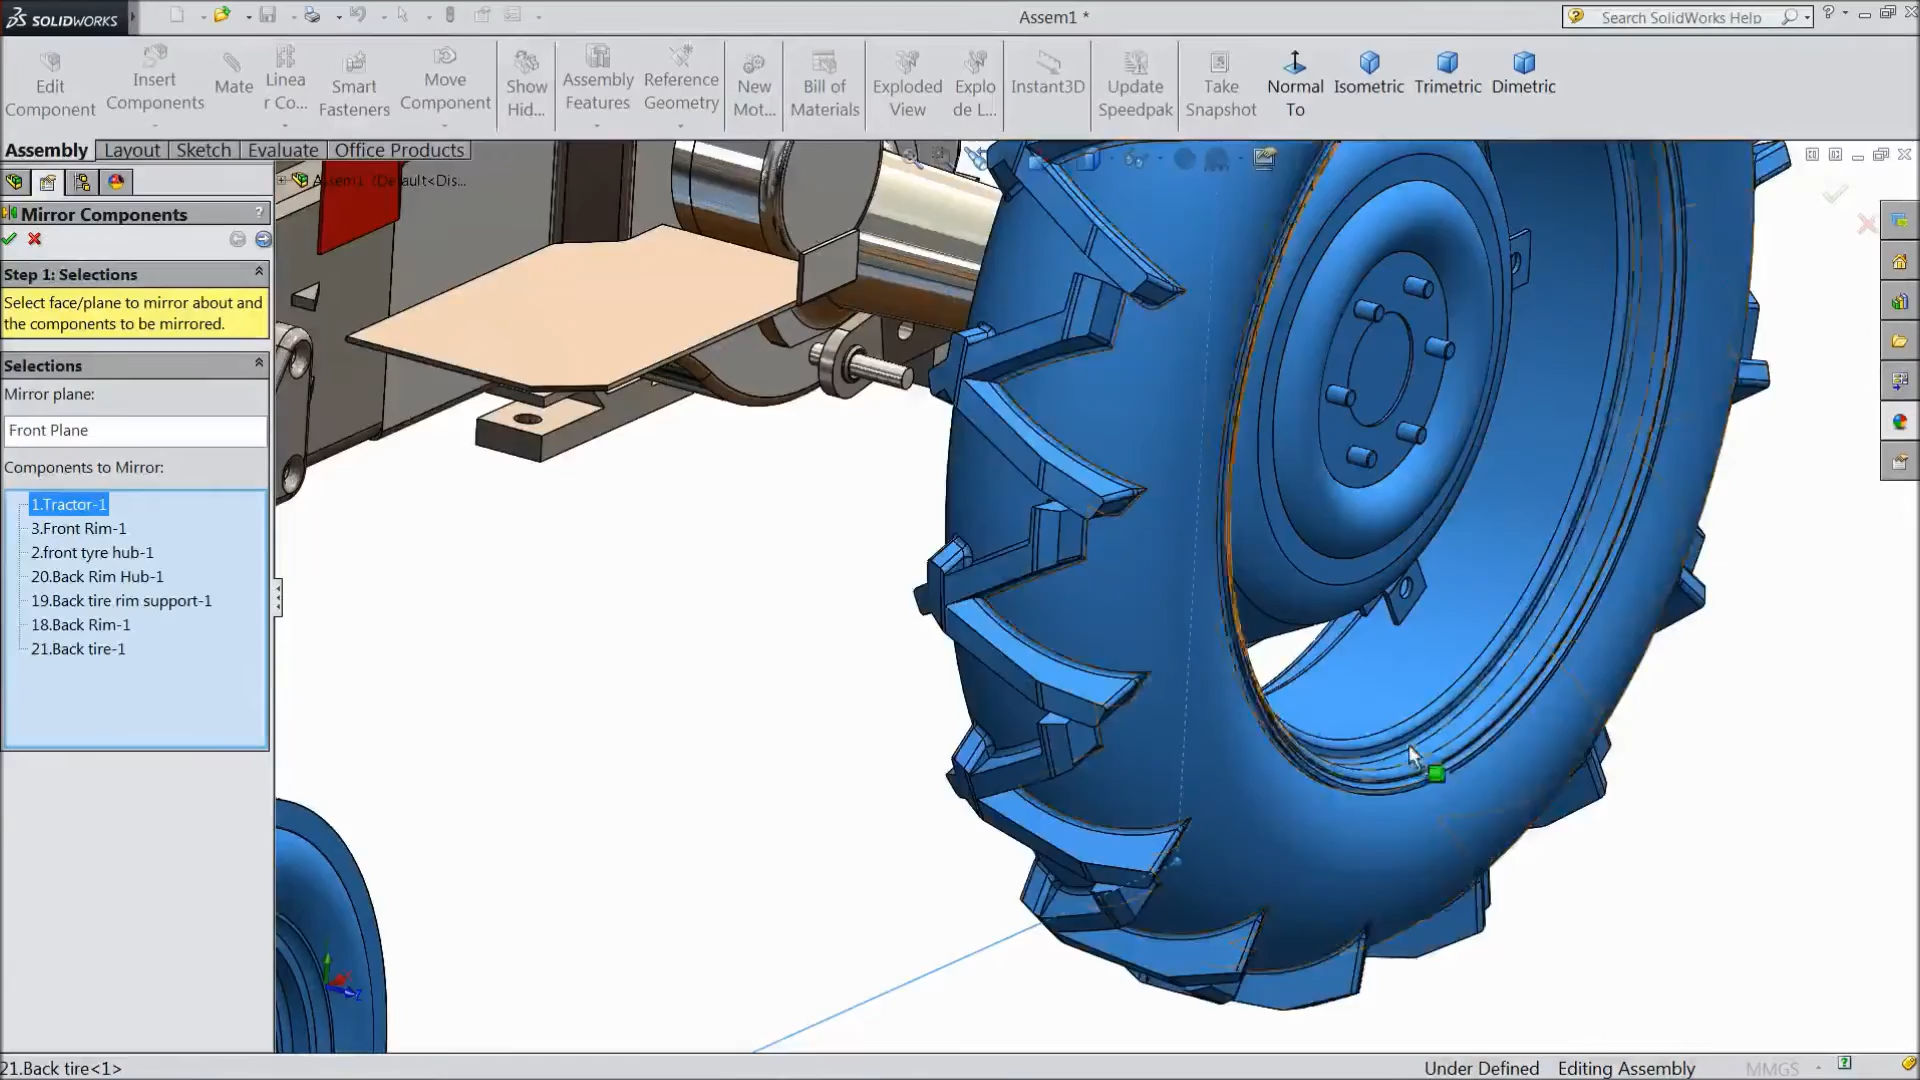 SOLIDWORKS
Assem1 *
Search SolidWorks Help
Edit
Component
Insert
Components
Mate
Linea
r Co...
Smart
Fasteners
Move
Component
Show
Hid...
Assembly
Features
Reference
Geometry
New
Mot...
Bill of
Materials
Exploded
View
Explo
de L...
Instant3D
Update
Speedpak
Take
Snapshot
Normal
To
Isometric
Trimetric
Dimetric
Assembly
Layout
Sketch
Evaluate
Office Products
Assem1 (Default<Dis...
Mirror Components
?
Step 1: Selections
Select face/plane to mirror about and
the components to be mirrored.
Selections
Mirror plane:
Front Plane
Components to Mirror:
1.Tractor-1
3.Front Rim-1
2.front tyre hub-1
20.Back Rim Hub-1
19.Back tire rim support-1
18.Back Rim-1
21.Back tire-1
21.Back tire<1>
Under Defined
Editing Assembly
MMGS